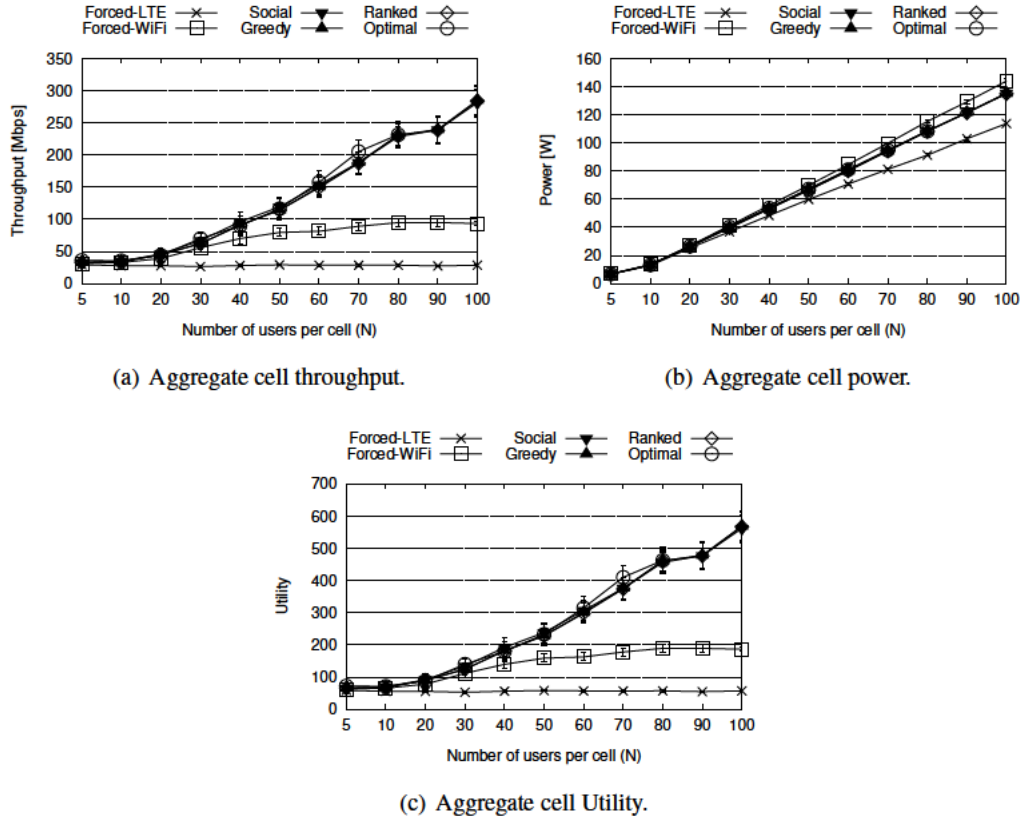 Forced-LTE Social Ranked
Forced-WiFi Greedy Optimal
350
300
250
200
150
100
50
0
Throughput [Mbps]
5 10 20 30 40 50 60 70 80 90 100
Number of users per cell (N)
(a) Aggregate cell throughput.
Forced-LTE Social Ranked
Forced-WiFi Greedy Optimal
160
140
120
100
80
60
40
20
0
Power [W]
5 10 20 30 40 50 60 70 80 90 100
Number of users per cell (N)
(b) Aggregate cell power.
Forced-LTE Social Ranked
Forced-WiFi Greedy Optimal
700
600
500
400
300
200
100
0
Utility
5 10 20 30 40 50 60 70 80 90 100
Number of users per cell (N)
(c) Aggregate cell Utility.